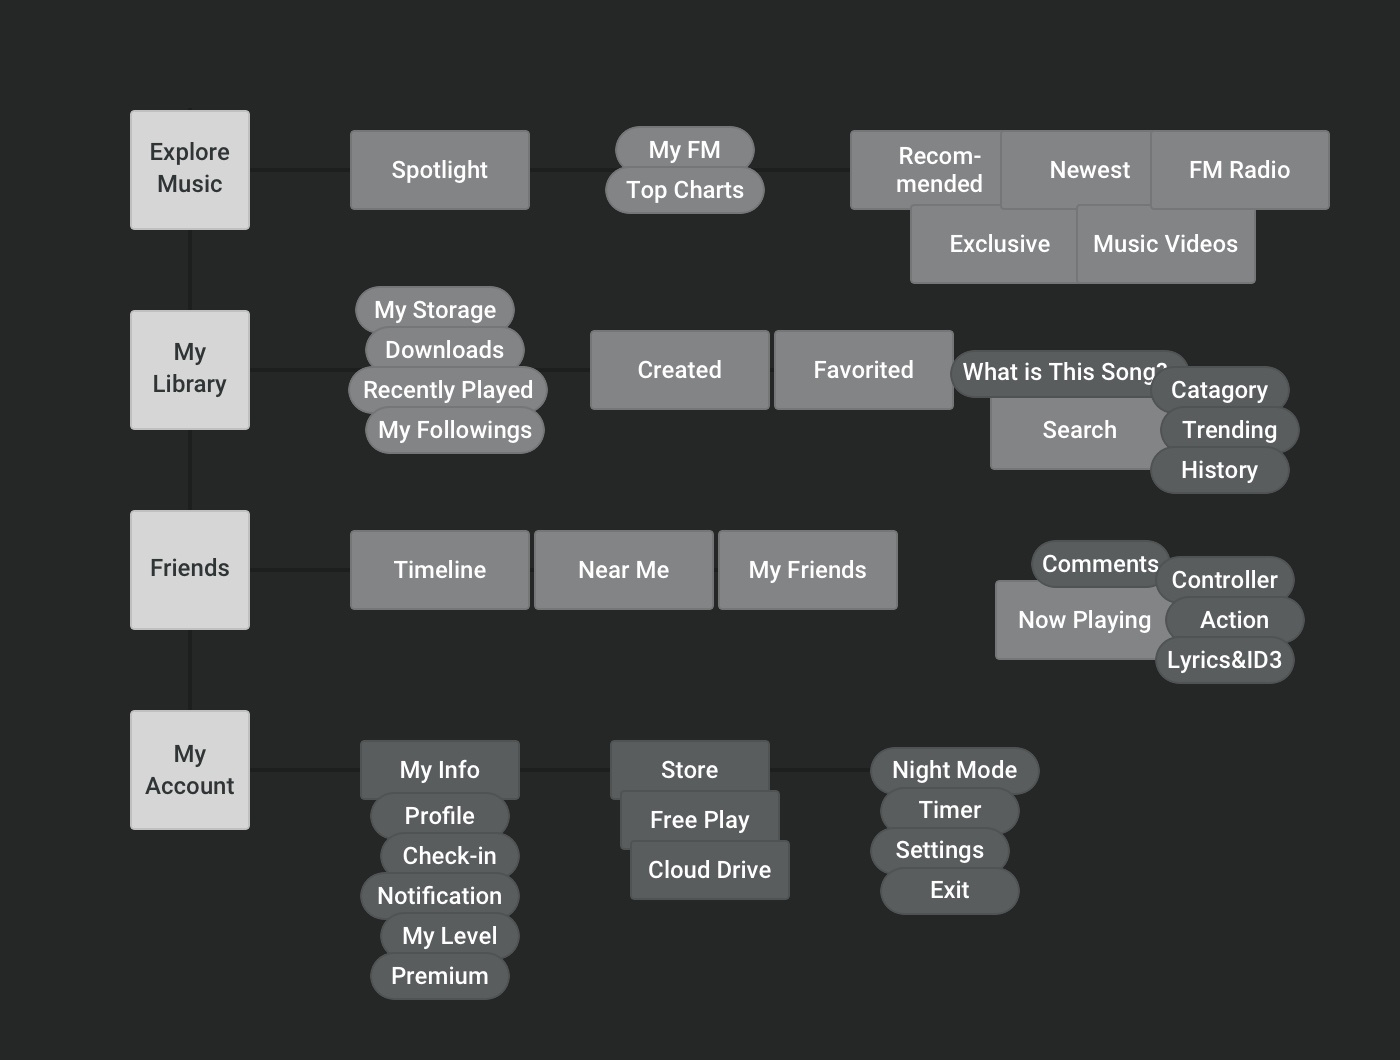 Explore
Music
Spotlight
My FM
Top Charts
Recom-
mended
Newest
FM Radio
Exclusive
Music Videos
My
Library
My Storage
Downloads
Recently Played
My Followings
Created
Favorited
What is This Song?
Search
Catagory
Trending
History
Friends
Timeline
Near Me
My Friends
Comments
Now Playing
Controller
Action
Lyrics&ID3
My
Account
My Info
Profile
Check-in
Notification
My Level
Premium
Store
Free Play
Cloud Drive
Night Mode
Timer
Settings
Exit